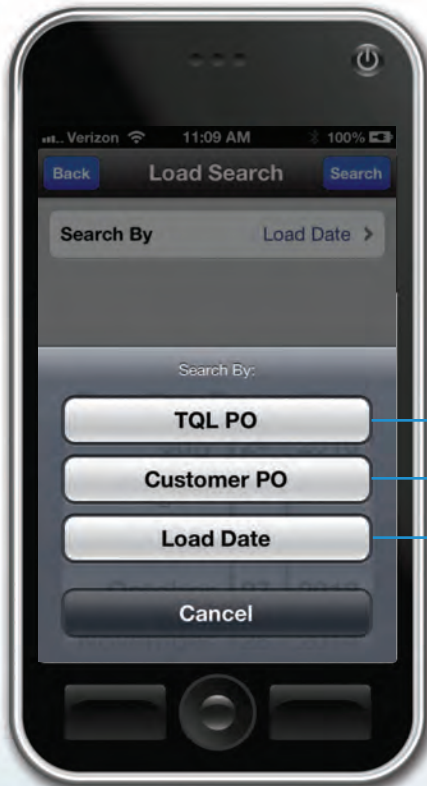 Verizon 11:09 AM 100%
Back Load Search Search
Search By Load Date >
Search By:
TQL PO
Customer PO
Load Date
Cancel